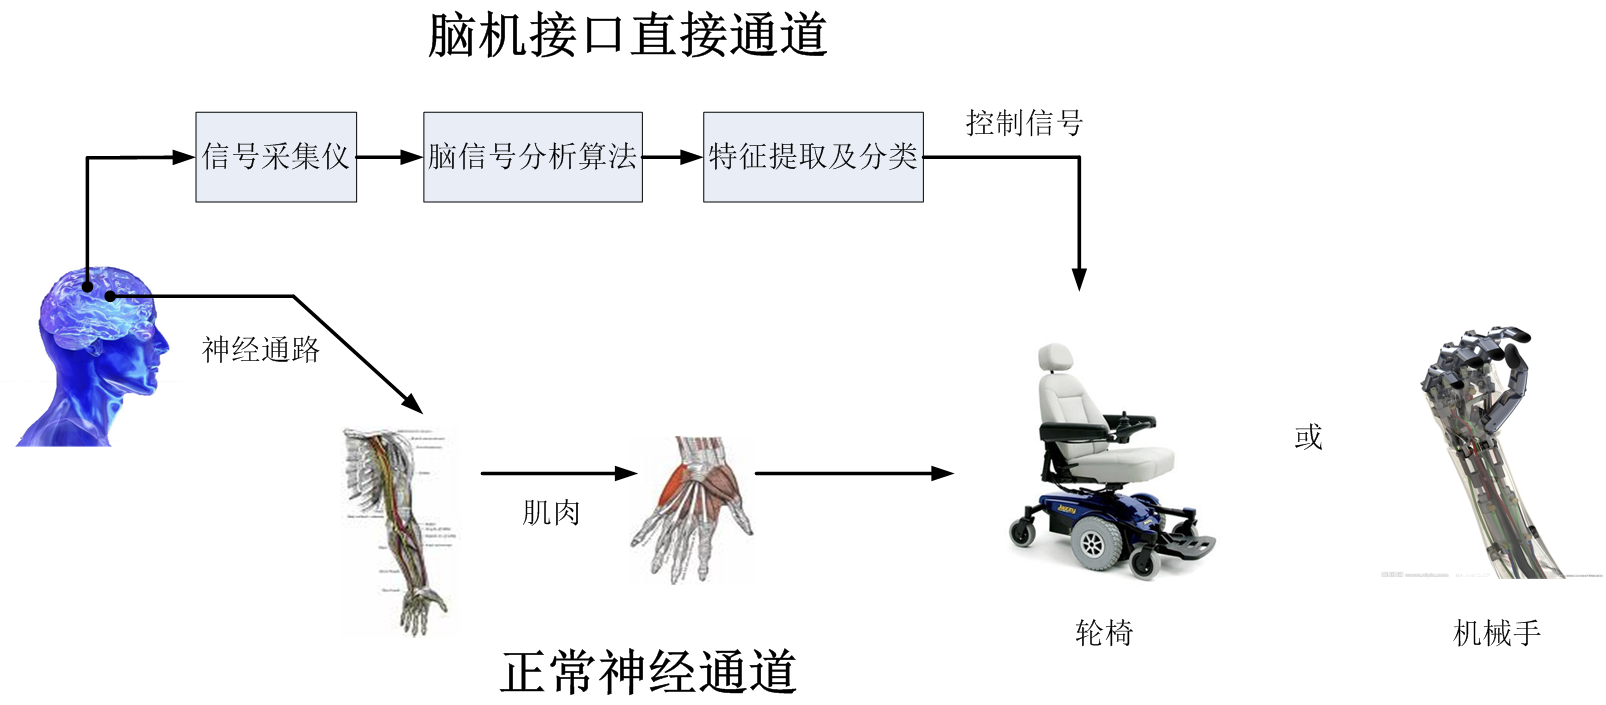 脑机接口直接通道
控制信号
信号采集仪
脑信号分析算法
特征提取及分类
神经通路
或
肌肉
轮椅
机械手
正常神经通道